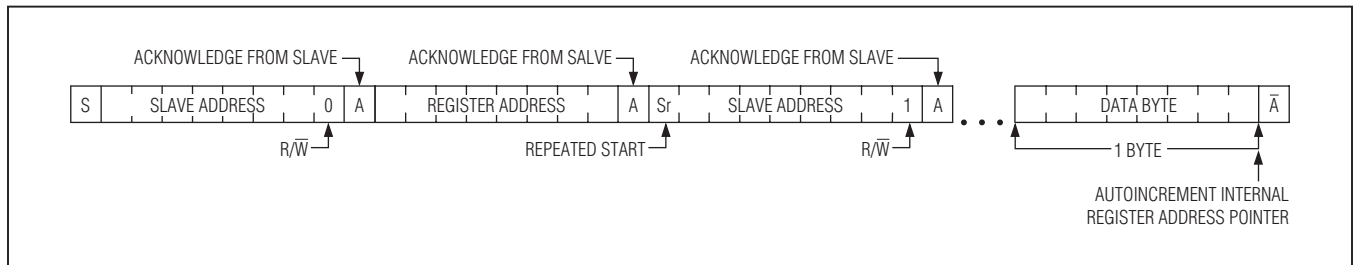 ACKNOWLEDGE FROM SLAVE ACKNOWLEDGE FROM SALVE ACKNOWLEDGE FROM SLAVE
S SLAVE ADDRESS 0 A REGISTER ADDRESS A Sr SLAVE ADDRESS 1 A ... DATA BYTE A̅
R/W̅ REPEATED START R/W̅ 1 BYTE
AUTOINCREMENT INTERNAL
REGISTER ADDRESS POINTER